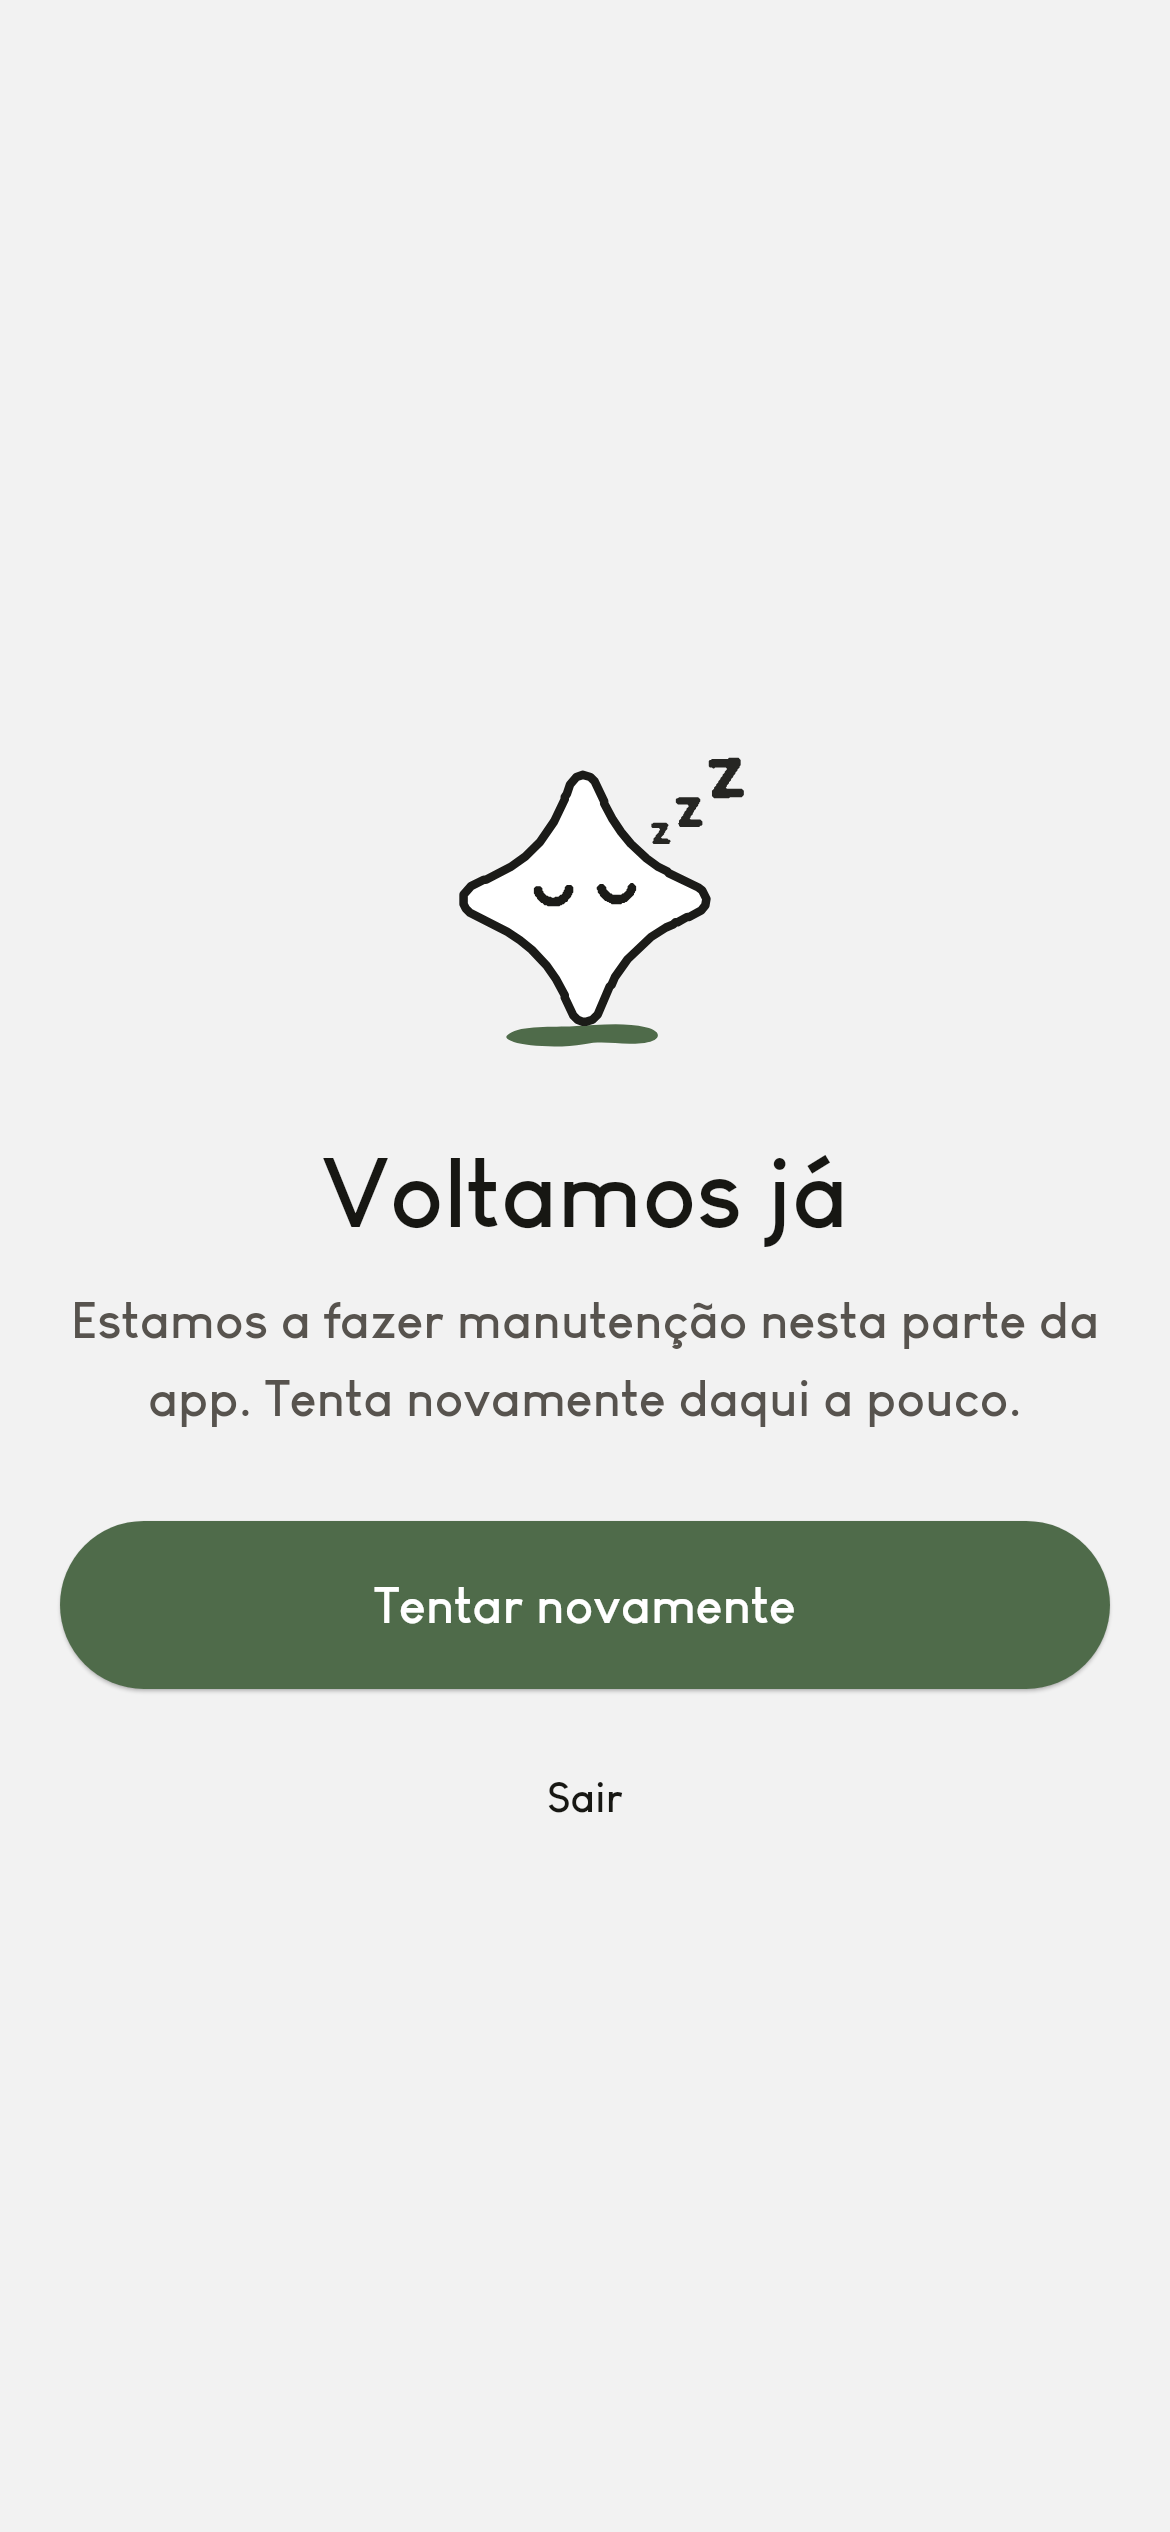 z z z
Voltamos já
Estamos a fazer manutenção nesta parte da
app. Tenta novamente daqui a pouco.
Tentar novamente
Sair